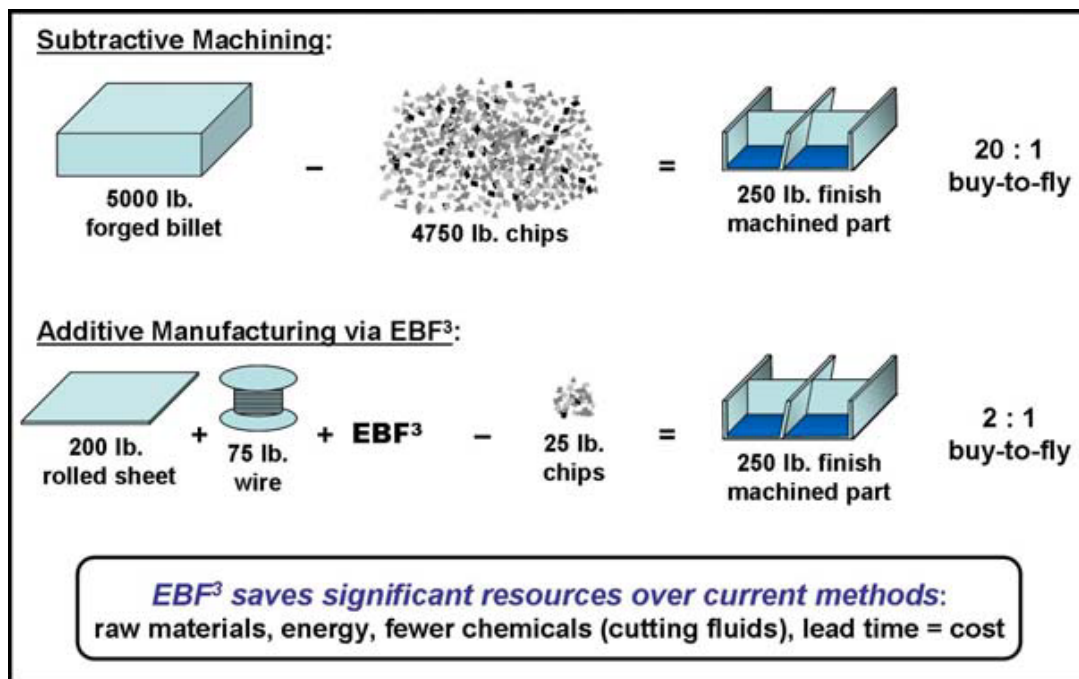 Subtractive Machining:
5000 lb.
forged billet
–
4750 lb. chips
=
250 lb. finish
machined part
20 : 1
buy-to-fly
Additive Manufacturing via EBF³:
200 lb.
rolled sheet
+
75 lb.
wire
+
EBF³
–
25 lb.
chips
=
250 lb. finish
machined part
2 : 1
buy-to-fly
EBF³ saves significant resources over current methods:
raw materials, energy, fewer chemicals (cutting fluids), lead time = cost